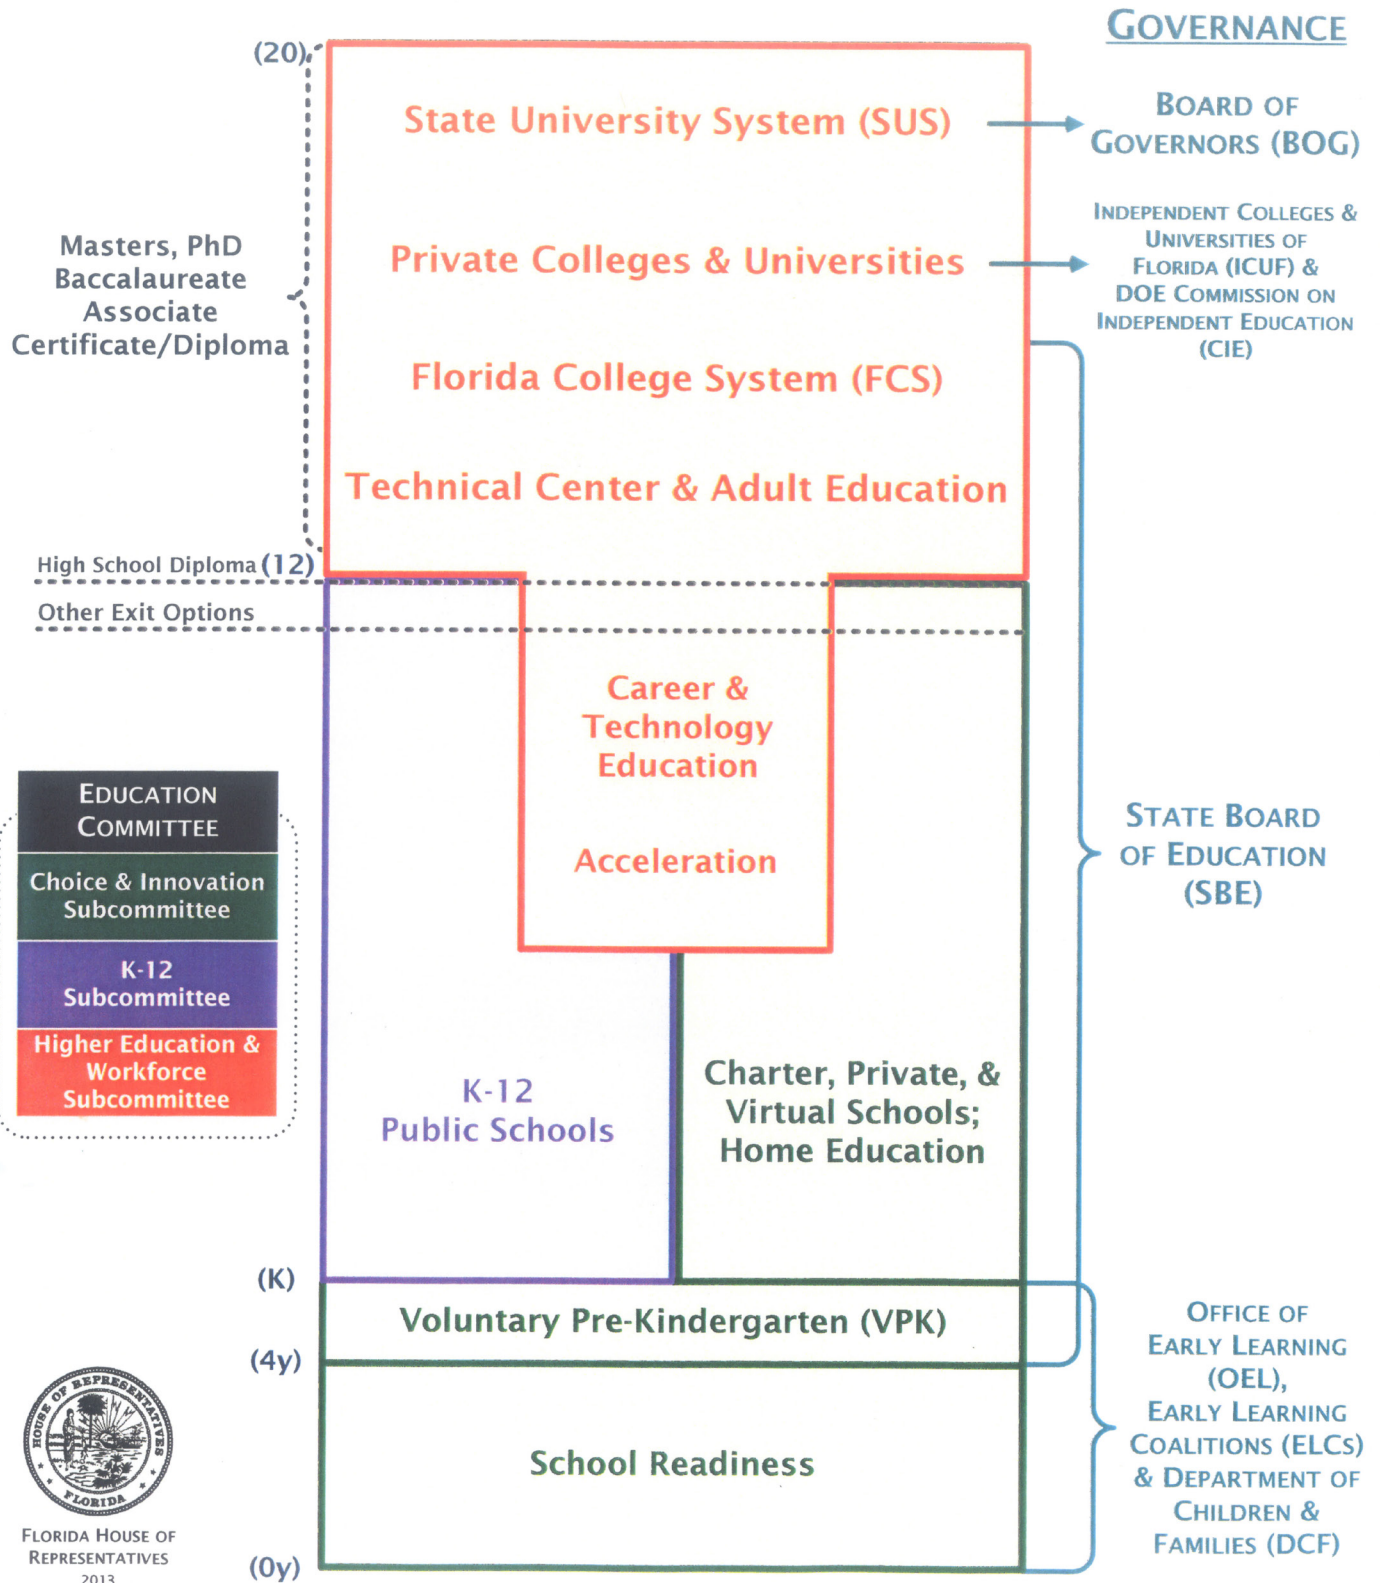 GOVERNANCE
(20)
State University System (SUS)
BOARD OF
GOVERNORS (BOG)
Masters, PhD
Baccalaureate
Associate
Certificate/Diploma
Private Colleges & Universities
INDEPENDENT COLLEGES &
UNIVERSITIES OF
FLORIDA (ICUF) &
DOE COMMISSION ON
INDEPENDENT EDUCATION
(CIE)
Florida College System (FCS)
Technical Center & Adult Education
High School Diploma (12)
Other Exit Options
Career &
Technology
Education
Acceleration
EDUCATION
COMMITTEE
Choice & Innovation
Subcommittee
K-12
Subcommittee
Higher Education &
Workforce
Subcommittee
STATE BOARD
OF EDUCATION
(SBE)
K-12
Public Schools
Charter, Private, &
Virtual Schools;
Home Education
(K)
Voluntary Pre-Kindergarten (VPK)
(4y)
School Readiness
(0y)
OFFICE OF
EARLY LEARNING
(OEL),
EARLY LEARNING
COALITIONS (ELCs)
& DEPARTMENT OF
CHILDREN &
FAMILIES (DCF)
HOUSE OF REPRESENTATIVES
FLORIDA
FLORIDA HOUSE OF
REPRESENTATIVES
2013